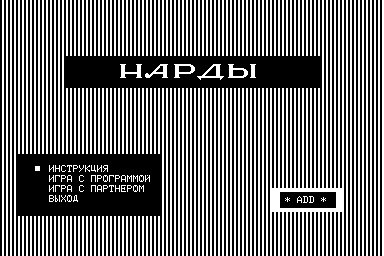 НАРДЫ
ИНСТРУКЦИЯ
ИГРА С ПРОГРАММОЙ
ИГРА С ПАРТНЕРОМ
ВЫХОД
* ADD *